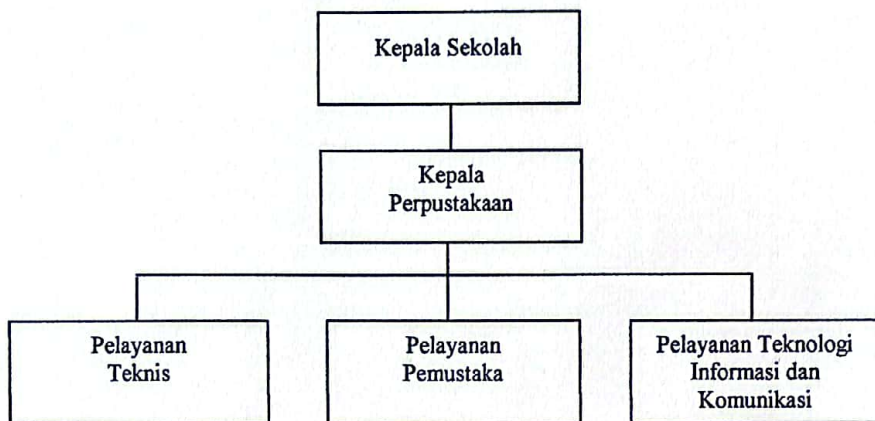 Kepala Sekolah
Kepala
Perpustakaan
Pelayanan
Teknis
Pelayanan
Pemustaka
Pelayanan Teknologi
Informasi dan
Komunikasi